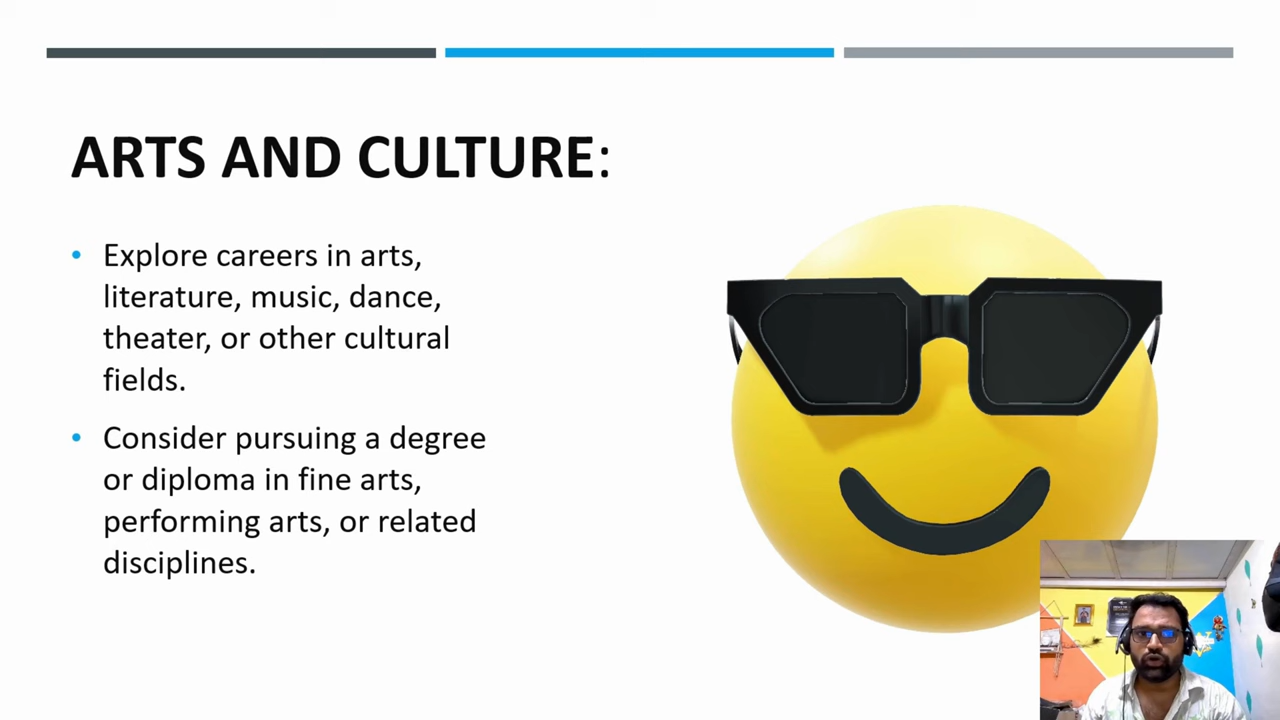 ARTS AND CULTURE:
• Explore careers in arts,
literature, music, dance,
theater, or other cultural
fields.
• Consider pursuing a degree
or diploma in fine arts,
performing arts, or related
disciplines.